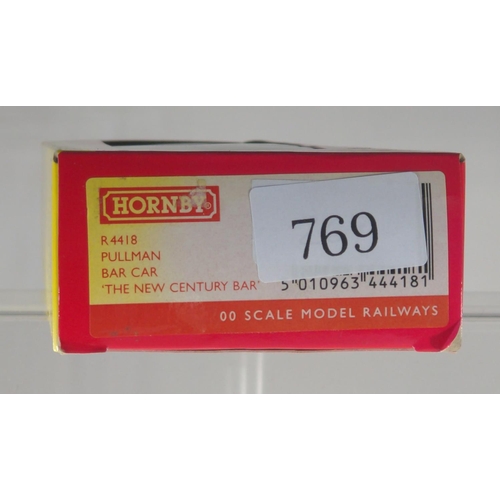 HORNBY®
R4418
PULLMAN
BAR CAR
'THE NEW CENTURY BAR'
769
5 010963 444181
00 SCALE MODEL RAILWAYS